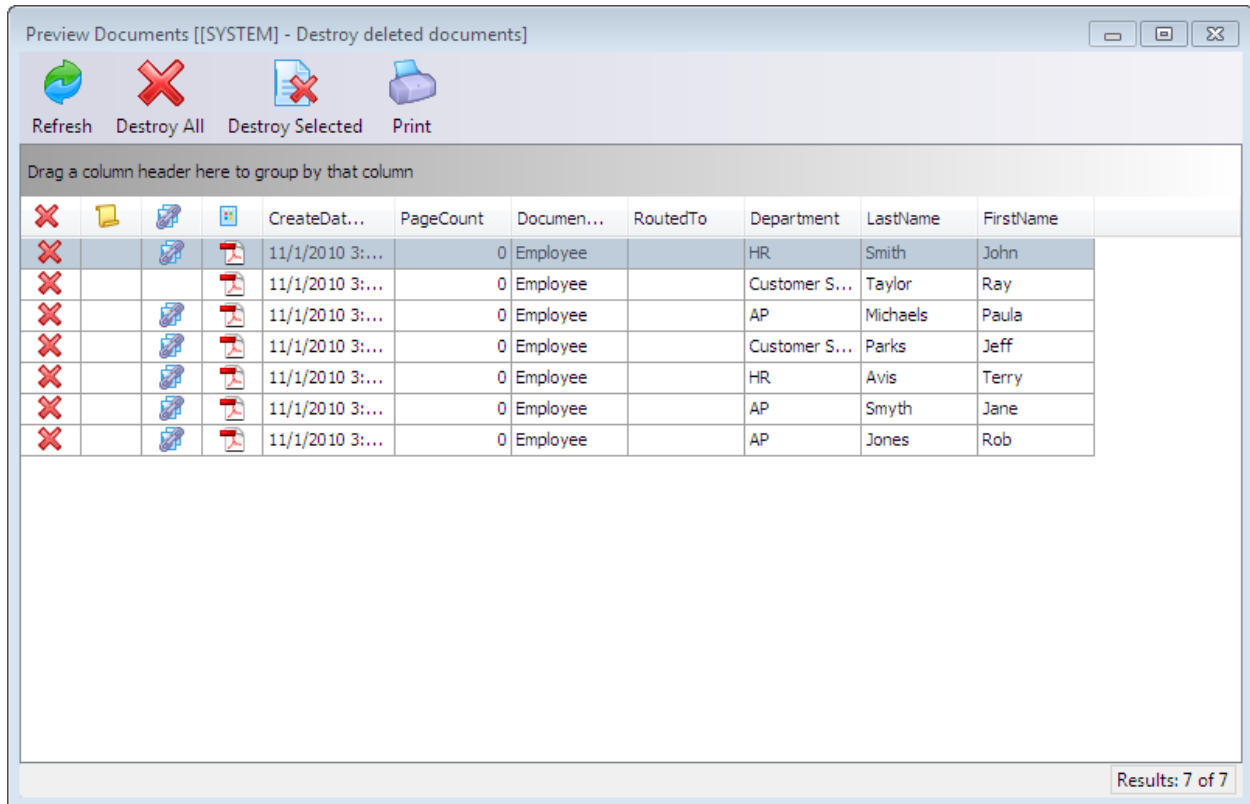 Preview Documents [[SYSTEM] - Destroy deleted documents]
Refresh Destroy All Destroy Selected Print
Drag a column header here to group by that column
CreateDat... PageCount Documen... RoutedTo Department LastName FirstName
11/1/2010 3:... 0 Employee HR Smith John
11/1/2010 3:... 0 Employee Customer S... Taylor Ray
11/1/2010 3:... 0 Employee AP Michaels Paula
11/1/2010 3:... 0 Employee Customer S... Parks Jeff
11/1/2010 3:... 0 Employee HR Avis Terry
11/1/2010 3:... 0 Employee AP Smyth Jane
11/1/2010 3:... 0 Employee AP Jones Rob
Results: 7 of 7